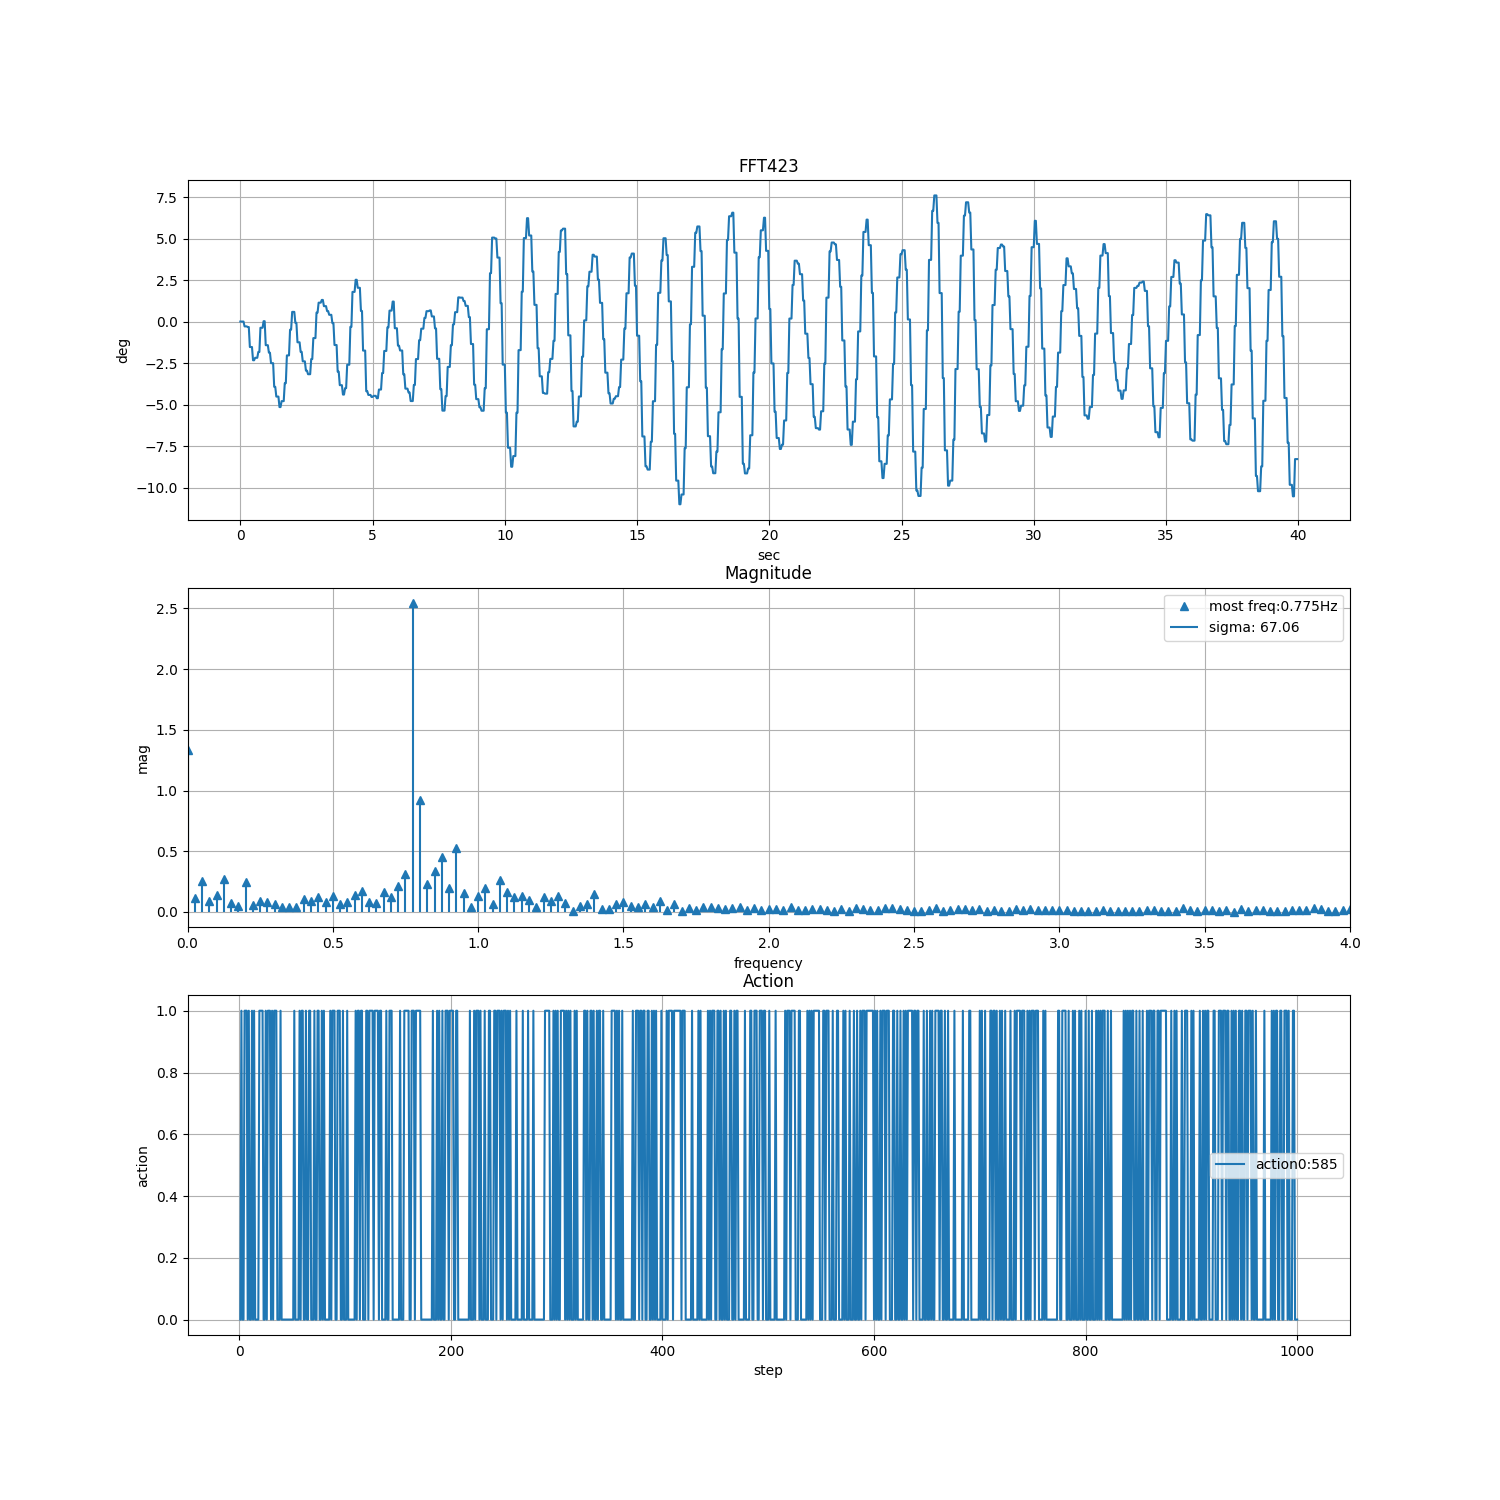 FFT423
7.5
5.0
2.5
0.0
−2.5
−5.0
−7.5
−10.0
deg
0 5 10 15 20 25 30 35 40
sec
Magnitude
most freq:0.775Hz
sigma: 67.06
2.5
2.0
1.5
1.0
0.5
0.0
mag
0.0 0.5 1.0 1.5 2.0 2.5 3.0 3.5 4.0
frequency
Action
1.0
0.8
0.6
0.4
0.2
0.0
action
action0:585
0 200 400 600 800 1000
step